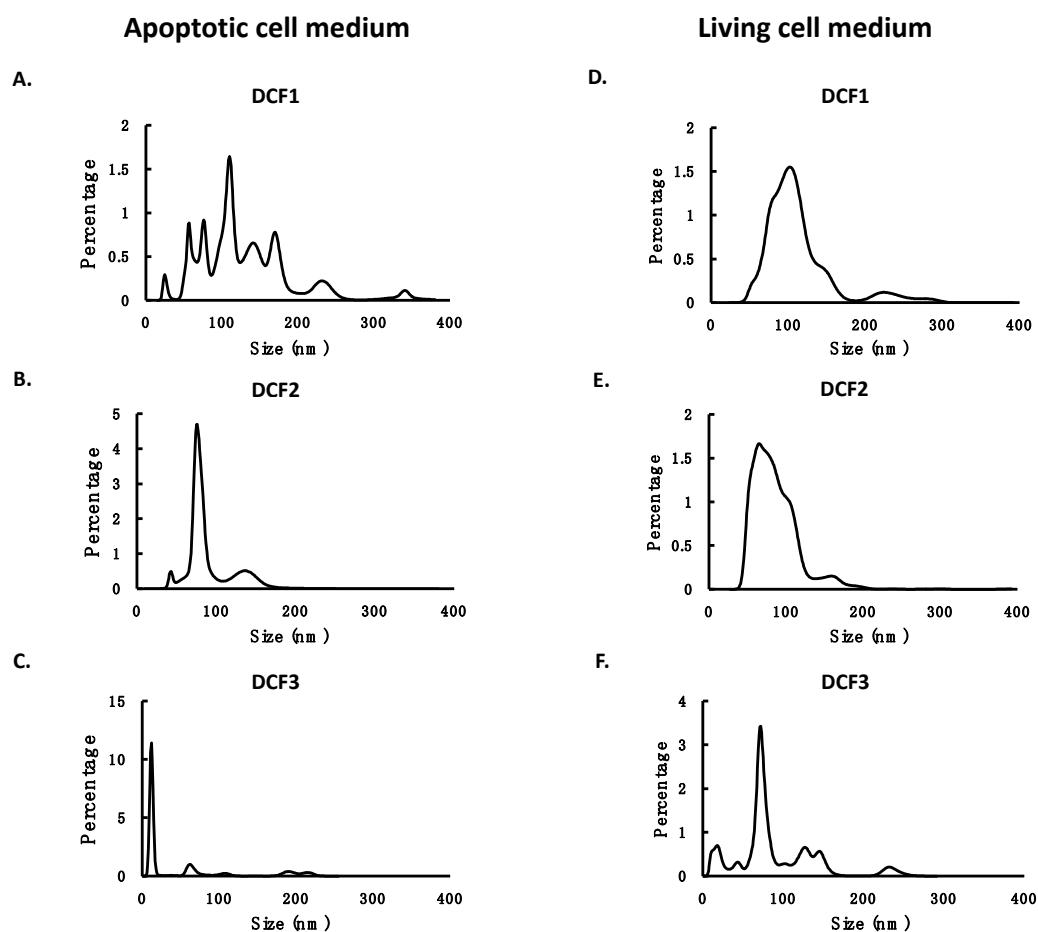 Apoptotic cell medium
Living cell medium
A.
DCF1
2
1.5
1
0.5
0
Percentage
0 100 200 300 400
Size (nm)
D.
DCF1
2
1.5
1
0.5
0
Percentage
0 100 200 300 400
Size (nm)
B.
DCF2
5
4
3
2
1
0
Percentage
0 100 200 300 400
Size (nm)
E.
DCF2
2
1.5
1
0.5
0
Percentage
0 100 200 300 400
Size (nm)
C.
DCF3
15
10
5
0
Percentage
0 100 200 300 400
Size (nm)
F.
DCF3
4
3
2
1
0
Percentage
0 100 200 300 400
Size (nm)